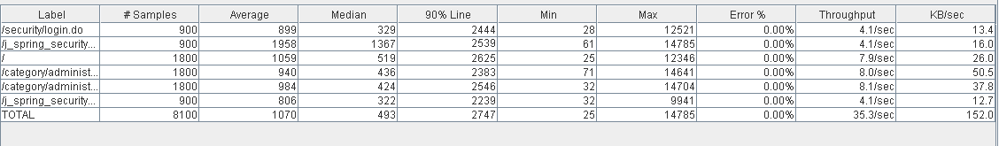 Label # Samples Average Median 90% Line Min Max Error % Throughput KB/sec
/security/login.do 900 899 329 2444 28 12521 0.00% 4.1/sec 13.4
/j_spring_security... 900 1958 1367 2539 61 14785 0.00% 4.1/sec 16.0
/ 1800 1059 519 2625 25 12346 0.00% 7.9/sec 26.0
/category/administ... 1800 940 436 2383 71 14641 0.00% 8.0/sec 50.5
/category/administ... 1800 984 424 2546 32 14704 0.00% 8.1/sec 37.8
/j_spring_security... 900 806 322 2239 32 9941 0.00% 4.1/sec 12.7
TOTAL 8100 1070 493 2747 25 14785 0.00% 35.3/sec 152.0